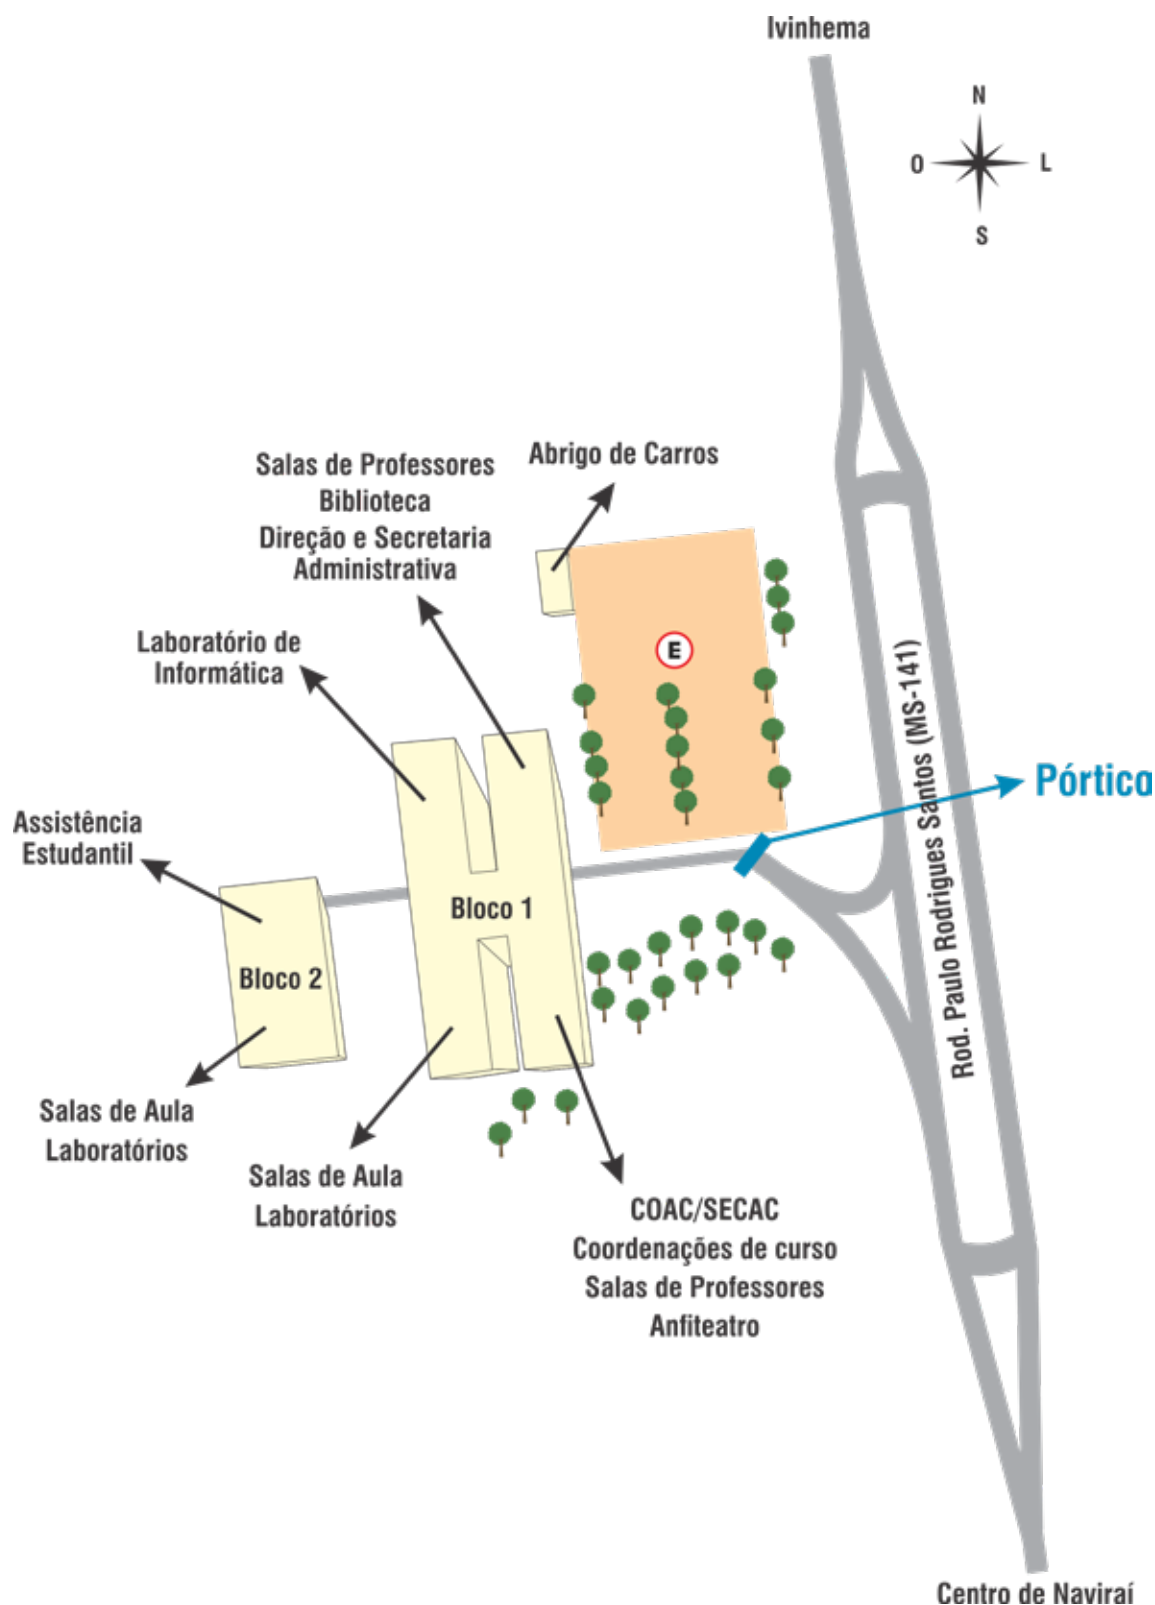 Ivinhema
N
O
L
S
Abrigo de Carros
Salas de Professores
Biblioteca
Direção e Secretaria
Administrativa
Laboratório de
Informática
E
Rod. Paulo Rodrigues Santos (MS-141)
Pórtico
Assistência
Estudantil
Bloco 1
Bloco 2
Salas de Aula
Laboratórios
Salas de Aula
Laboratórios
COAC/SECAC
Coordenações de curso
Salas de Professores
Anfiteatro
Centro de Naviraí